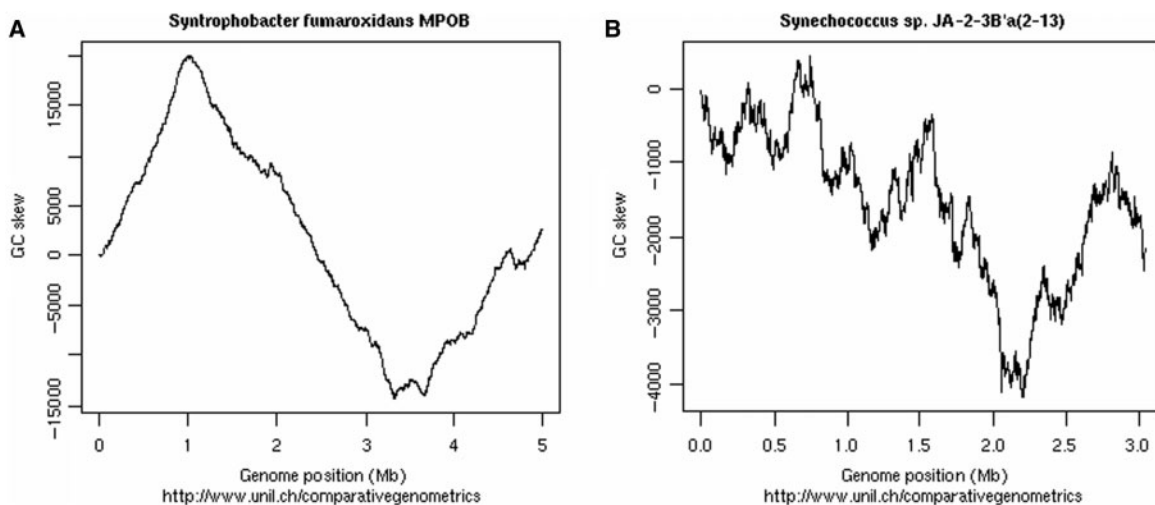 A
Syntrophobacter fumaroxidans MPOB
GC skew
15000
5000
0
−5000
−15000
0 1 2 3 4 5
Genome position (Mb)
http://www.unil.ch/comparativegenometrics
B
Synechococcus sp. JA-2-3B'a(2-13)
GC skew
0
−1000
−2000
−3000
−4000
0.0 0.5 1.0 1.5 2.0 2.5 3.0
Genome position (Mb)
http://www.unil.ch/comparativegenometrics